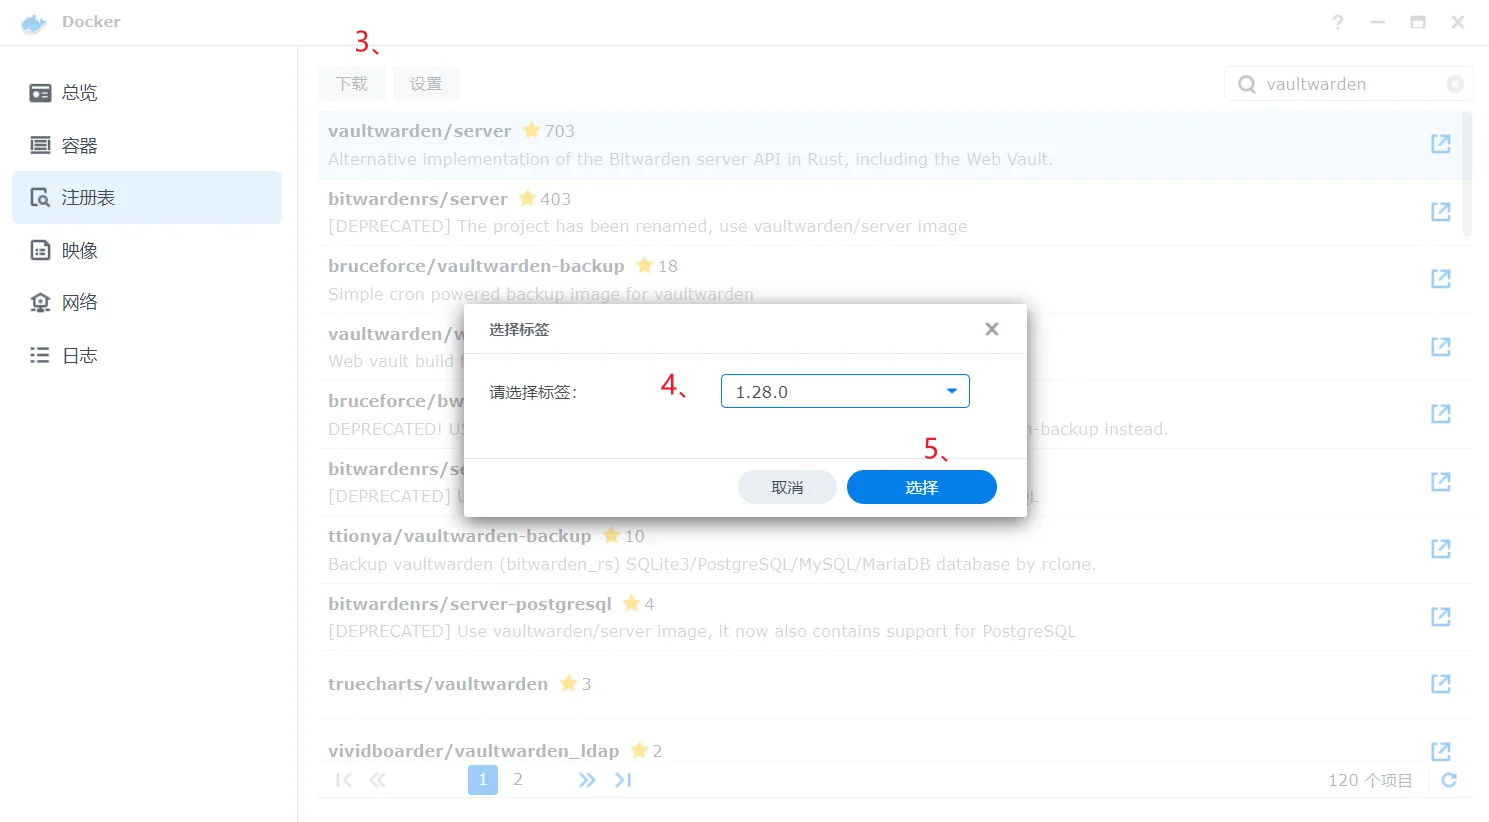 Docker
3、
下载 设置
vaultwarden
总览
容器
注册表
映像
网络
日志
vaultwarden/server 703
Alternative implementation of the Bitwarden server API in Rust, including the Web Vault.
bitwardenrs/server 403
[DEPRECATED] The project has been renamed, use vaultwarden/server image
bruceforce/vaultwarden-backup 18
Simple cron powered backup image for vaultwarden
vaultwarden/
Web vault build
bruceforce/bw
DEPRECATED! -backup instead.
bitwardenrs/se
[DEPRECATED]
选择标签
请选择标签:
4、
1.28.0
5、
取消 选择
ttionya/vaultwarden-backup 10
Backup vaultwarden (bitwarden_rs) SQLite3/PostgreSQL/MySQL/MariaDB database by rclone.
bitwardenrs/server-postgresql 4
[DEPRECATED] Use vaultwarden/server image, it now also contains support for PostgreSQL
truecharts/vaultwarden 3
vividboarder/vaultwarden_ldap 2
1 2
120 个项目